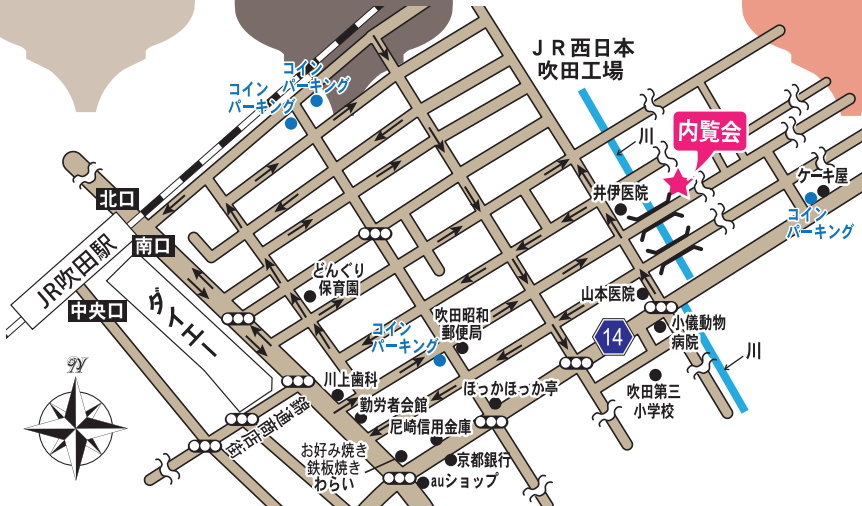 JR西日本
吹田工場
コイン
パーキング
コイン
パーキング
川
内覧会
ケーキ屋
井伊医院
北口
コイン
パーキング
南口
JR吹田駅
どんぐり
保育園
中央口
ダイエー
山本医院
吹田昭和
郵便局
コイン
パーキング
14
小儀動物
病院
川
N
川上歯科
ほっかほっか亭
吹田第三
小学校
錦通商店街
勤労者会館
尼崎信用金庫
お好み焼き
鉄板焼き
わらい
京都銀行
auショップ